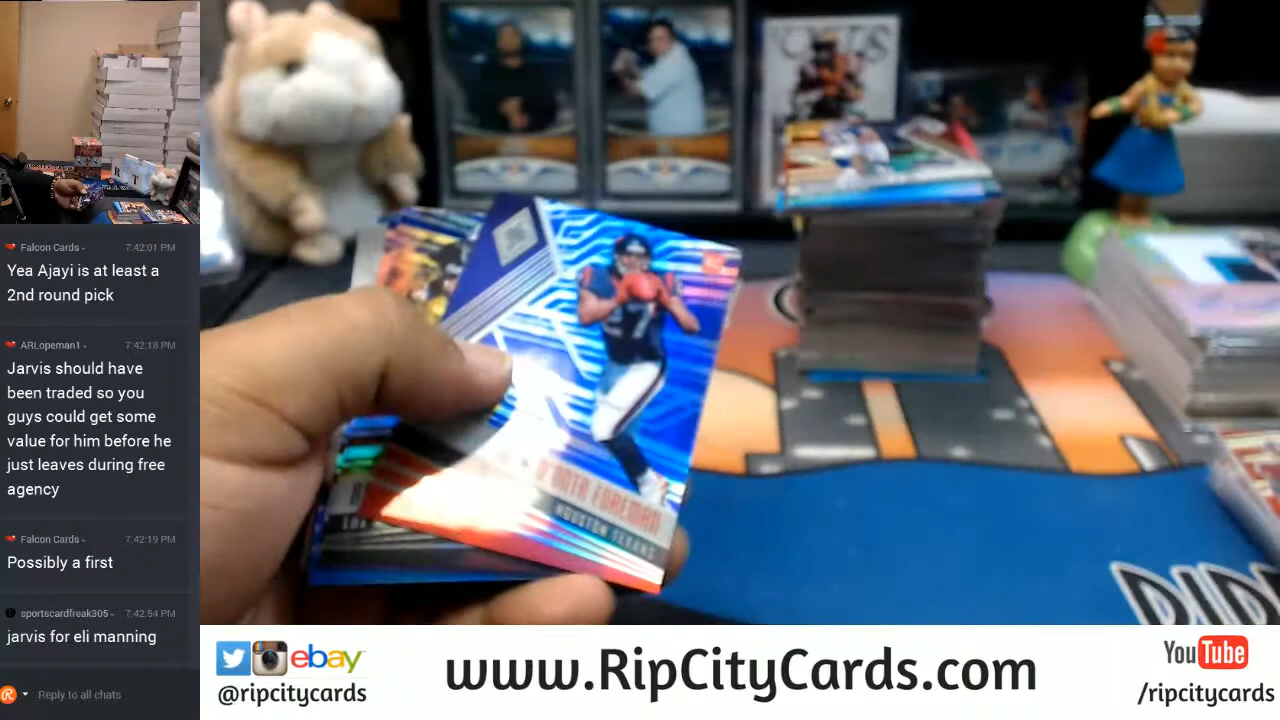 Falcon Cards -
7:42:01 PM
Yea Ajayi is at least a
2nd round pick
ARLopeman1 -
7:42:18 PM
Jarvis should have
been traded so you
guys could get some
value for him before he
just leaves during free
agency
Falcon Cards -
7:42:19 PM
Possibly a first
sportscardfreak305 -
7:42:54 PM
jarvis for eli manning
Reply to all chats
27
D'ONTA FOREMAN
HOUSTON TEXANS
ebay
@ripcitycards
www.RipCityCards.com
YouTube
/ripcitycards